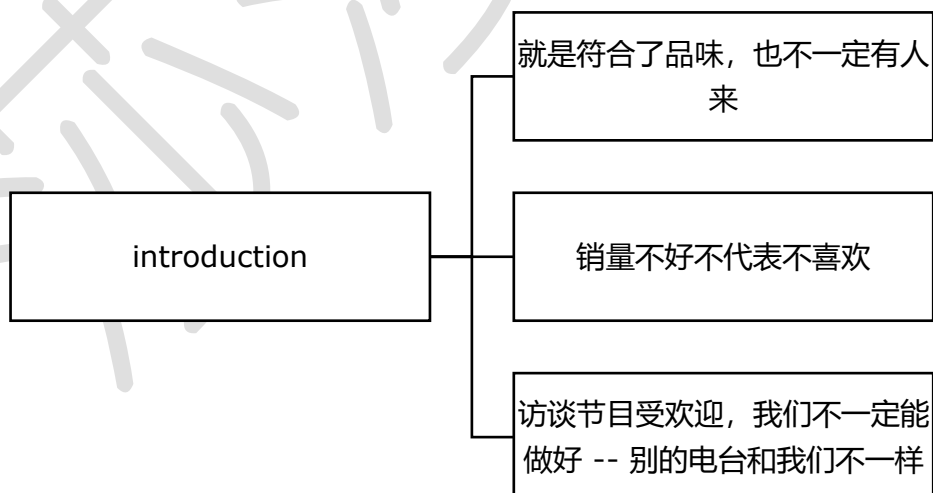 就是符合了品味，也不一定有人
来
introduction
销量不好不代表不喜欢
访谈节目受欢迎，我们不一定能
做好 -- 别的电台和我们不一样